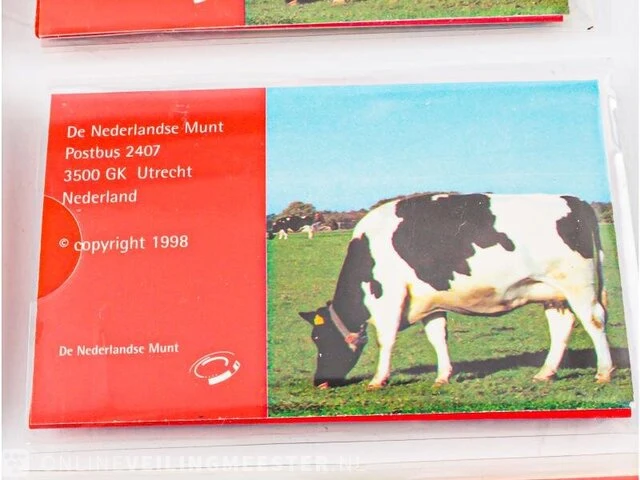 De Nederlandse Munt
Postbus 2407
3500 GK Utrecht
Nederland
© copyright 1998
De Nederlandse Munt
ONLINEVEILINGMEESTER.NL